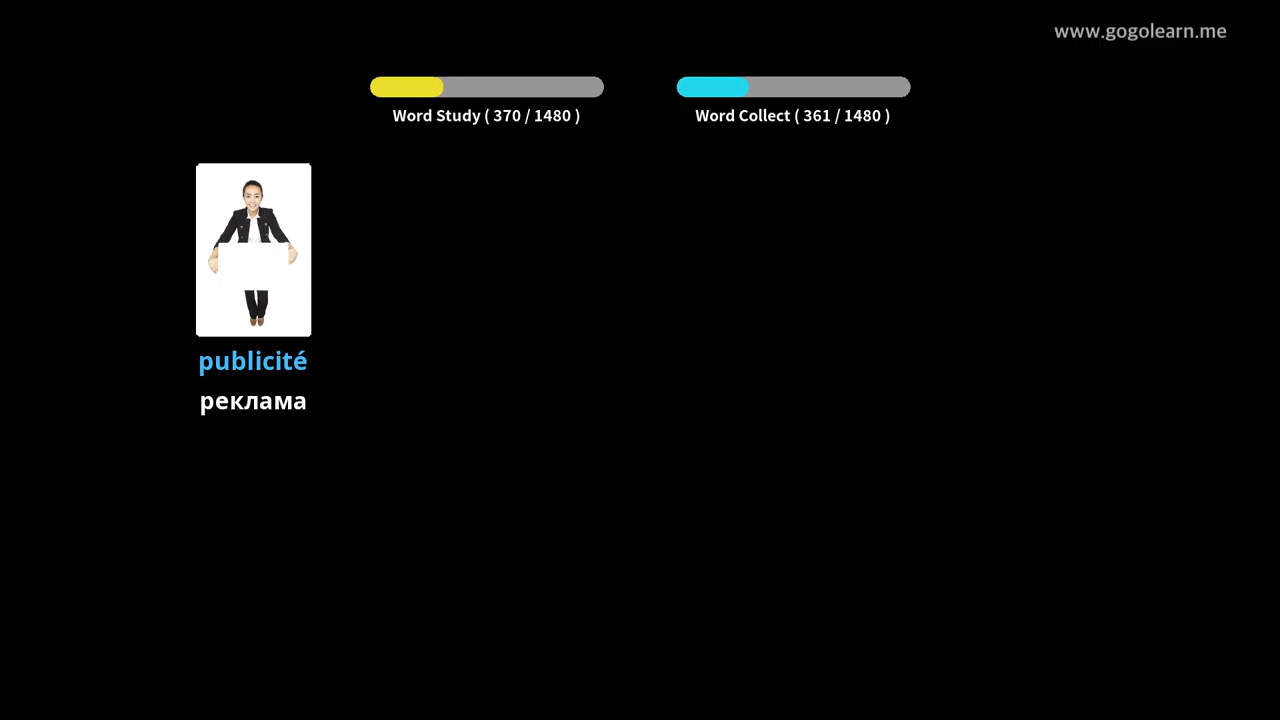 www.gogolearn.me
Word Study ( 370 / 1480 )
Word Collect ( 361 / 1480 )
publicité
реклама